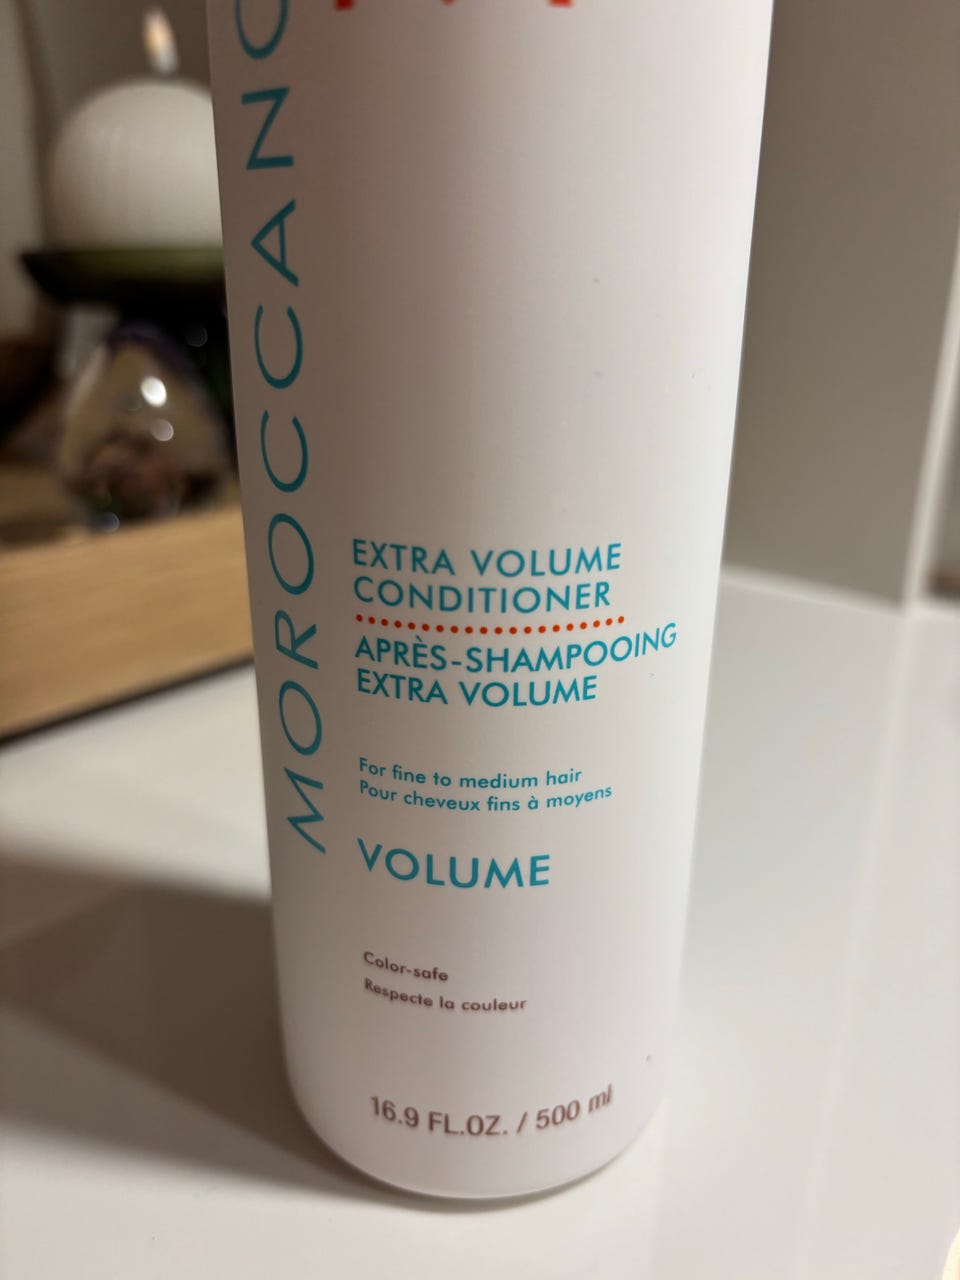 MOROCCANO
EXTRA VOLUME
CONDITIONER
APRÈS-SHAMPOOING
EXTRA VOLUME
For fine to medium hair
Pour cheveux fins à moyens
VOLUME
Color-safe
Respecte la couleur
16.9 FL.OZ. / 500 ml